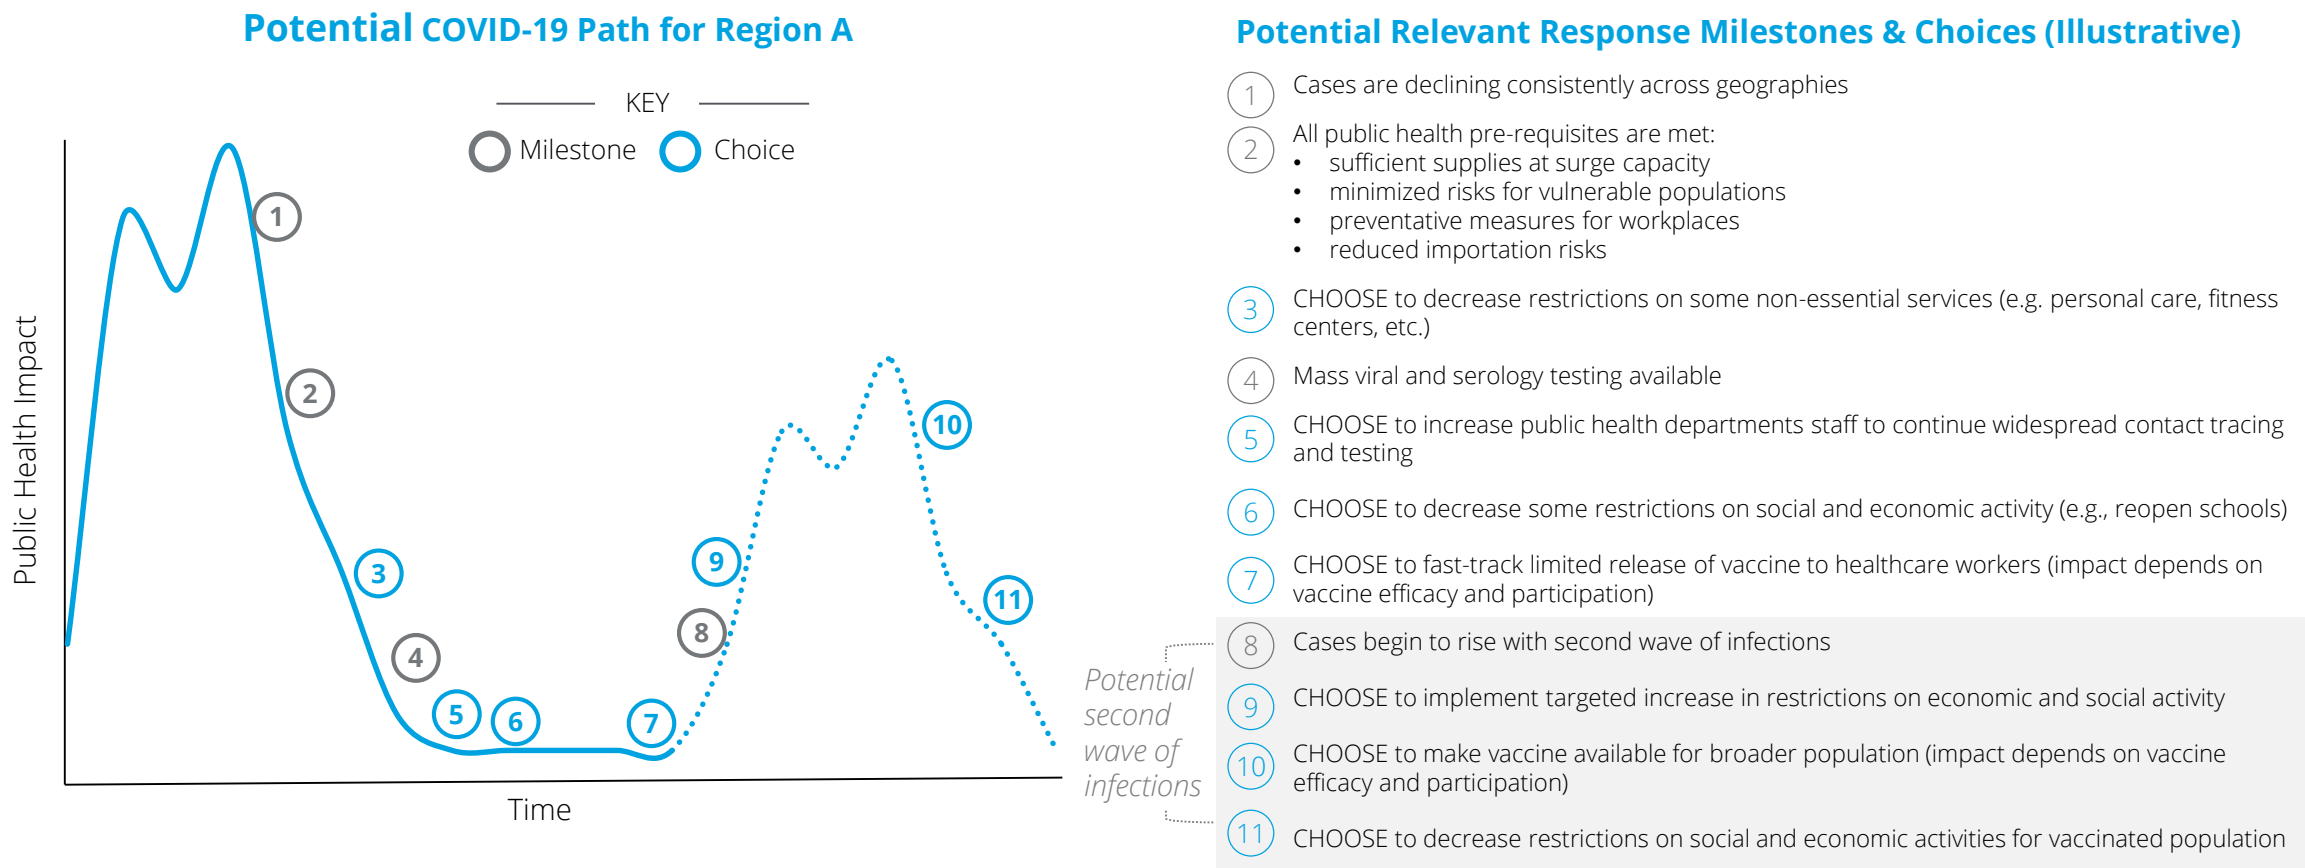 Potential COVID-19 Path for Region A
KEY
Milestone
Choice
Public Health Impact
1
2
3
4
5
6
7
8
9
10
11
Time
Potential
second
wave of
infections
Potential Relevant Response Milestones & Choices (Illustrative)
1 Cases are declining consistently across geographies
2 All public health pre-requisites are met:
• sufficient supplies at surge capacity
• minimized risks for vulnerable populations
• preventative measures for workplaces
• reduced importation risks
3 CHOOSE to decrease restrictions on some non-essential services (e.g. personal care, fitness
centers, etc.)
4 Mass viral and serology testing available
5 CHOOSE to increase public health departments staff to continue widespread contact tracing
and testing
6 CHOOSE to decrease some restrictions on social and economic activity (e.g., reopen schools)
7 CHOOSE to fast-track limited release of vaccine to healthcare workers (impact depends on
vaccine efficacy and participation)
8 Cases begin to rise with second wave of infections
9 CHOOSE to implement targeted increase in restrictions on economic and social activity
10 CHOOSE to make vaccine available for broader population (impact depends on vaccine
efficacy and participation)
11 CHOOSE to decrease restrictions on social and economic activities for vaccinated population